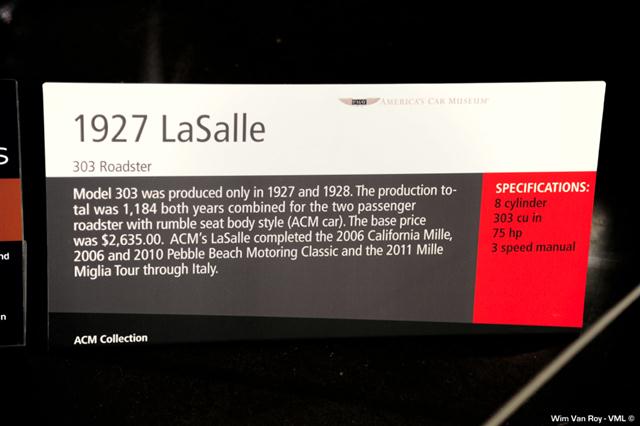 AMERICA'S CAR MUSEUM
1927 LaSalle
303 Roadster
Model 303 was produced only in 1927 and 1928. The production to-
tal was 1,184 both years combined for the two passenger
roadster with rumble seat body style (ACM car). The base price
was $2,635.00. ACM's LaSalle completed the 2006 California Mille,
2006 and 2010 Pebble Beach Motoring Classic and the 2011 Mille
Miglia Tour through Italy.
SPECIFICATIONS:
8 cylinder
303 cu in
75 hp
3 speed manual
ACM Collection
Wim Van Roy - VML ©